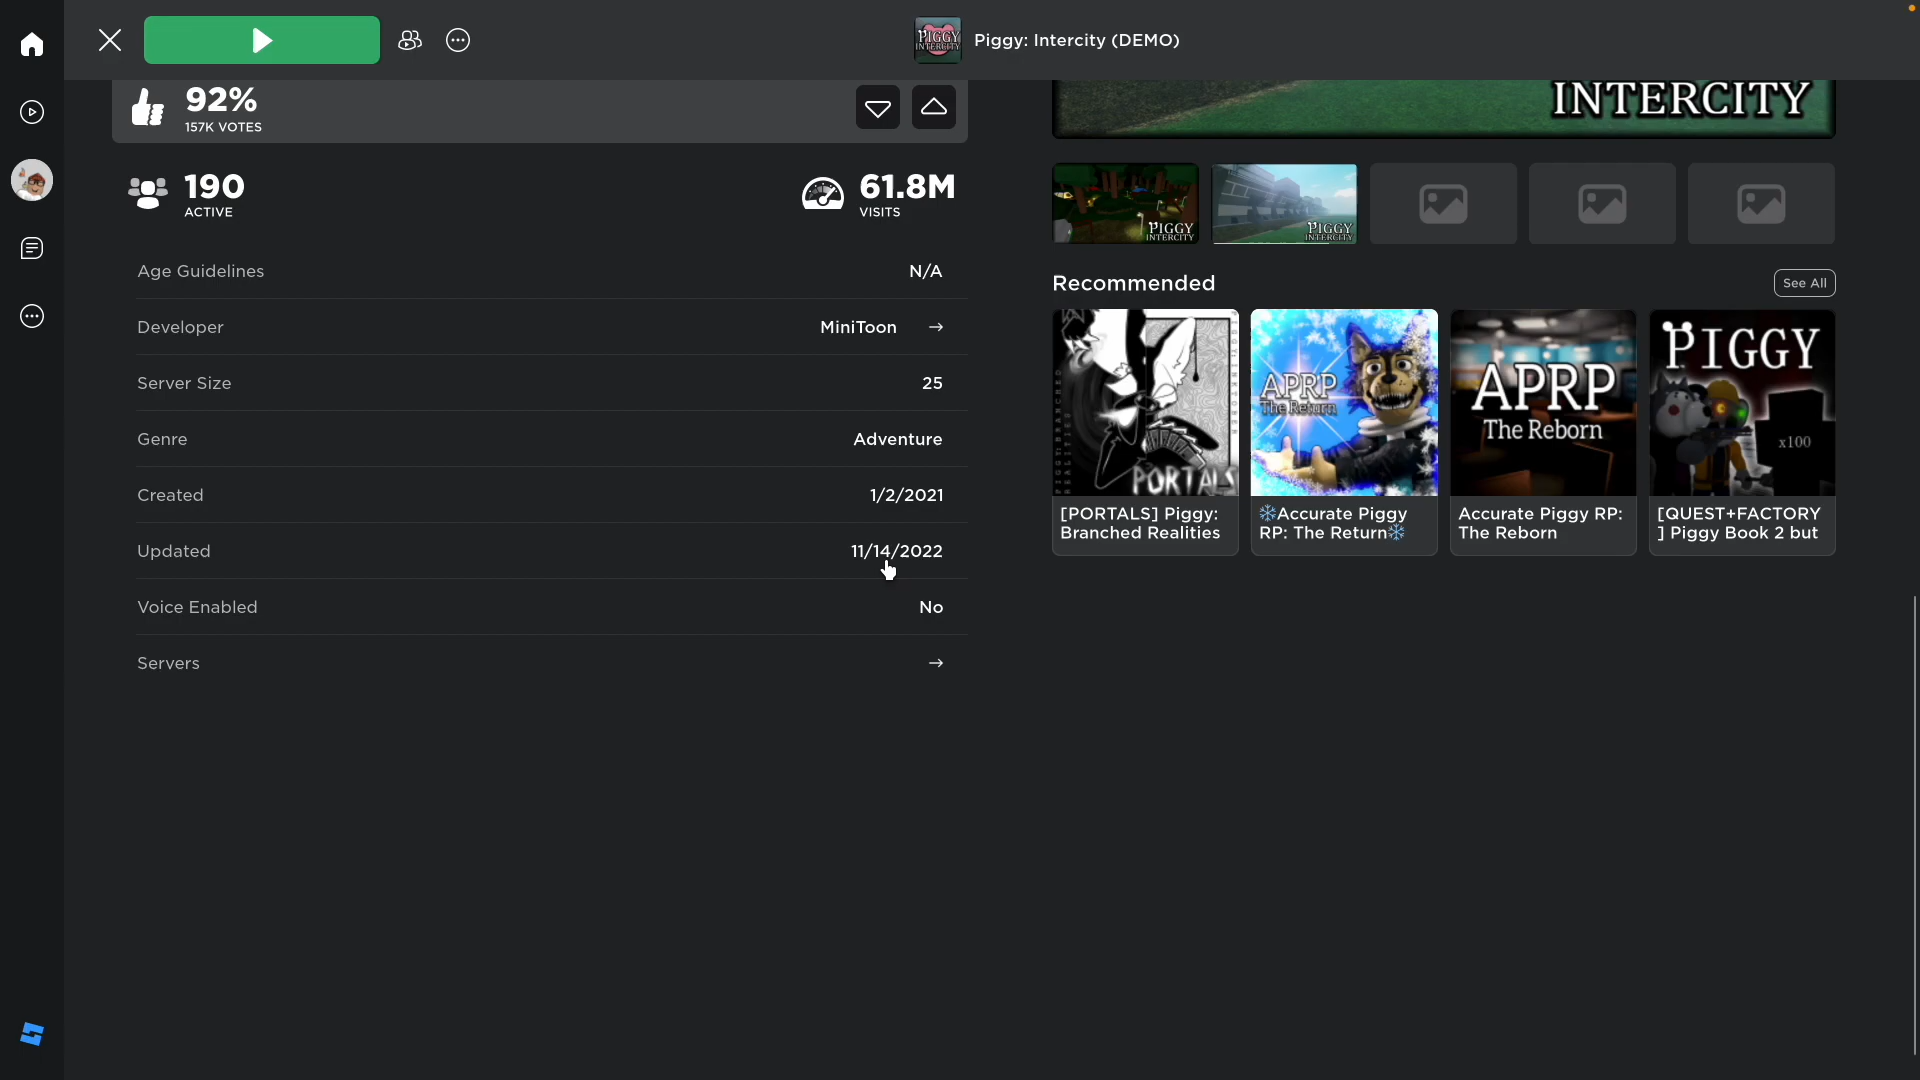 PIGGY
INTERCITY
Piggy: Intercity (DEMO)
92%
157K VOTES
190
ACTIVE
61.8M
VISITS
Age Guidelines
N/A
Developer
MiniToon
Server Size
25
Genre
Adventure
Created
1/2/2021
Updated
11/14/2022
Voice Enabled
No
Servers
INTERCITY
PIGGY
INTERCITY
PIGGY
INTERCITY
Recommended
See All
PORTALS
[PORTALS] Piggy:
Branched Realities
APRP
The Return
❄Accurate Piggy
RP: The Return❄
APRP
The Reborn
Accurate Piggy RP:
The Reborn
PIGGY
x100
[QUEST+FACTORY
] Piggy Book 2 but